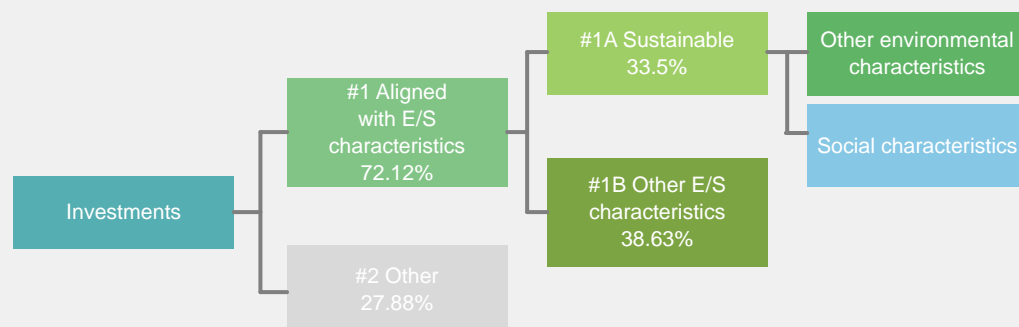 Investments
#1 Aligned
with E/S
characteristics
72.12%
#2 Other
27.88%
#1A Sustainable
33.5%
#1B Other E/S
characteristics
38.63%
Other environmental
characteristics
Social characteristics